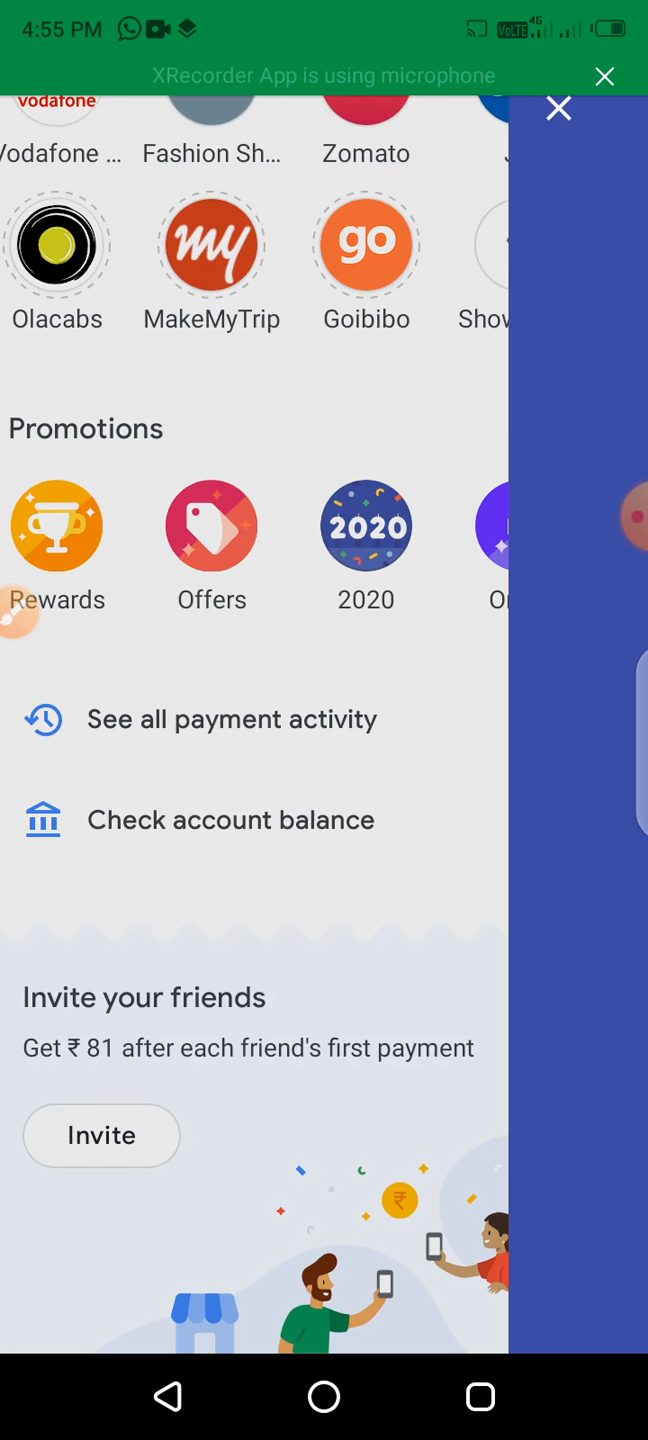 4:55 PM
VoLTE 4G
XRecorder App is using microphone
vodafone
Vodafone ...
Fashion Sh...
Zomato
my
go
Olacabs
MakeMyTrip
Goibibo
Show
Promotions
2020
Rewards
Offers
2020
See all payment activity
Check account balance
Invite your friends
Get ₹ 81 after each friend's first payment
Invite
₹